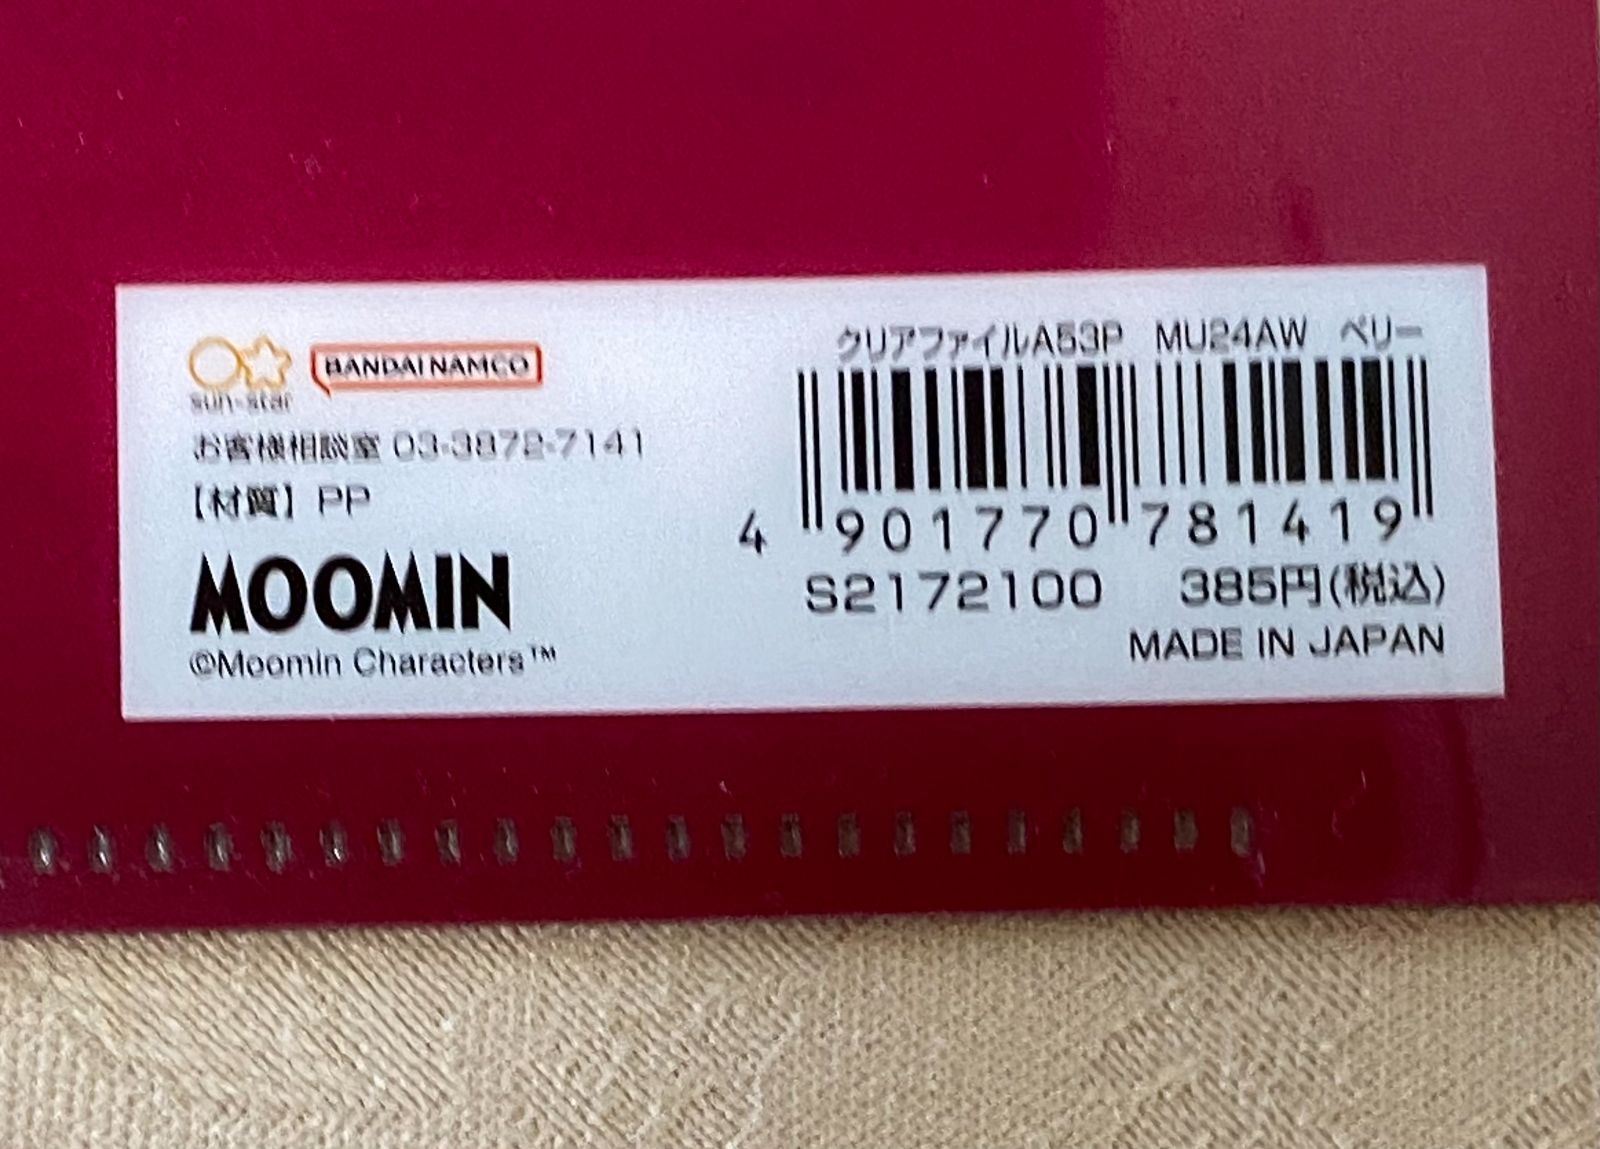 sun-star
BANDAI NAMCO
お客様相談室 03-3872-7141
【材質】PP
MOOMIN
©Moomin Characters™
クリアファイルA53P MU24AW ベリー
4 901770 781419
S2172100 385円(税込)
MADE IN JAPAN